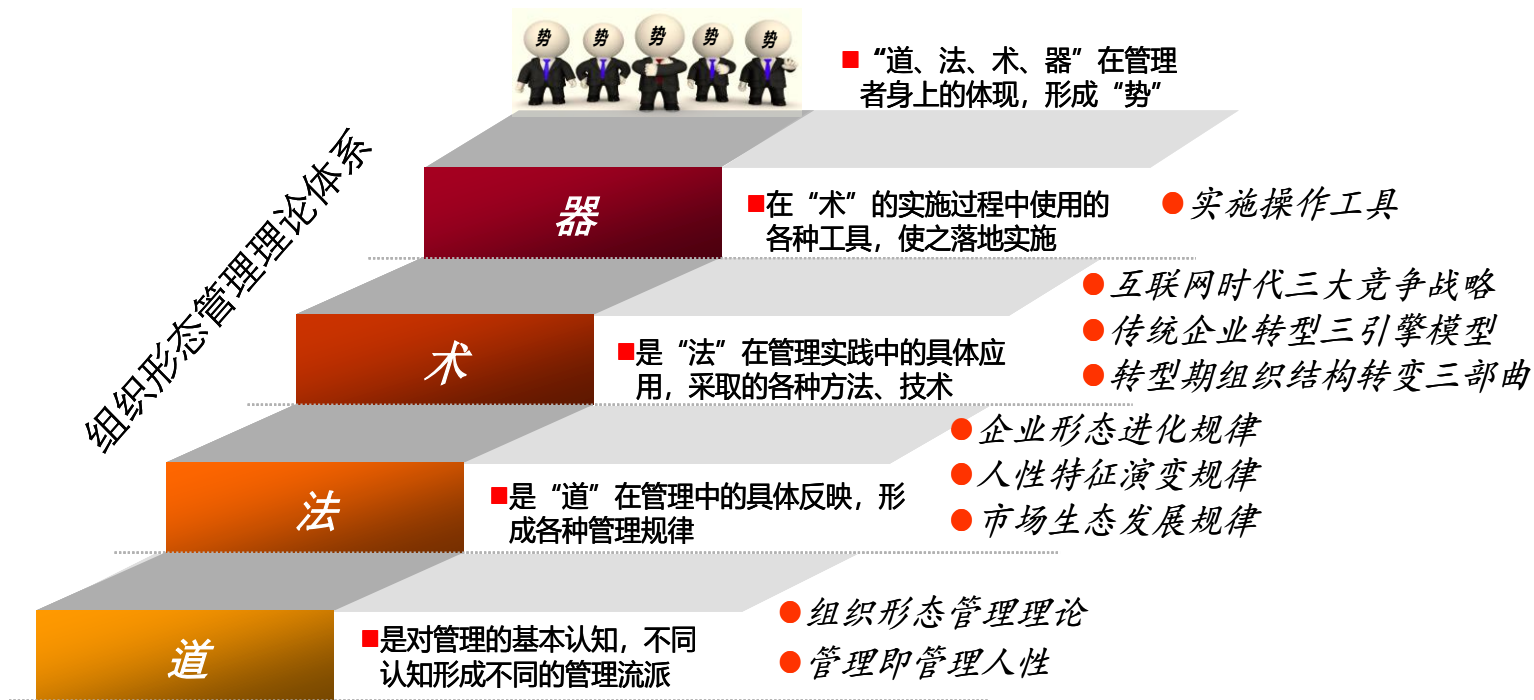 势 势 势 势 势
“道、法、术、器”在管理
者身上的体现，形成“势”
组织形态管理理论体系
器
在“术”的实施过程中使用的
各种工具，使之落地实施
实施操作工具
术
是“法”在管理实践中的具体应
用，采取的各种方法、技术
互联网时代三大竞争战略
传统企业转型三引擎模型
转型期组织结构转变三部曲
法
是“道”在管理中的具体反映，形
成各种管理规律
企业形态进化规律
人性特征演变规律
市场生态发展规律
道
是对管理的基本认知，不同
认知形成不同的管理流派
组织形态管理理论
管理即管理人性